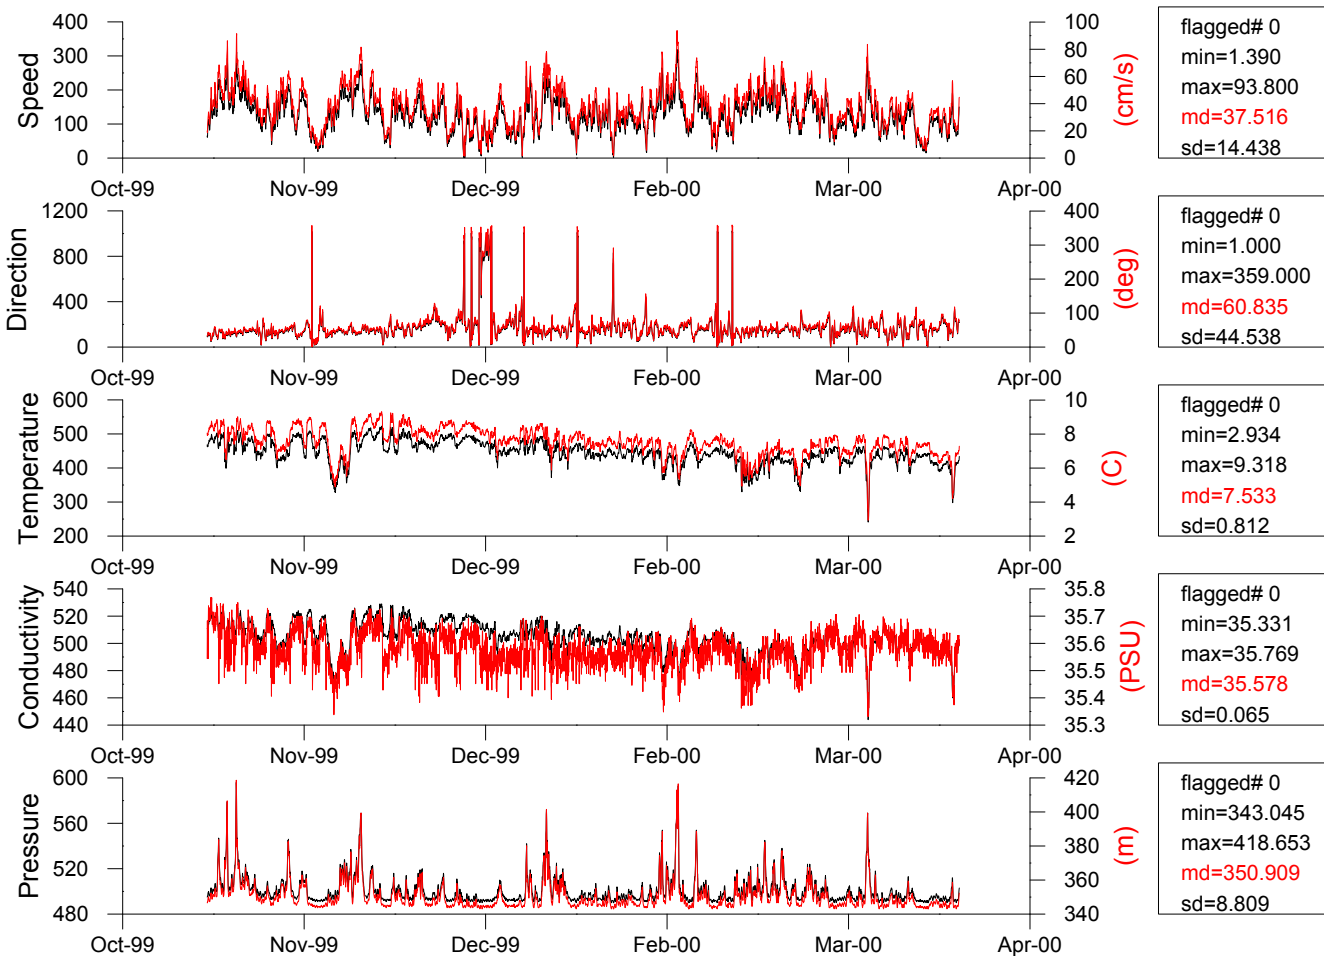 Speed
400
300
200
100
0
100
80
60
40
20
0
(cm/s)
Oct-99 Nov-99 Dec-99 Feb-00 Mar-00 Apr-00
flagged# 0
min=1.390
max=93.800
md=37.516
sd=14.438
Direction
1200
800
400
0
400
300
200
100
0
(deg)
Oct-99 Nov-99 Dec-99 Feb-00 Mar-00 Apr-00
flagged# 0
min=1.000
max=359.000
md=60.835
sd=44.538
Temperature
600
500
400
300
200
10
8
6
4
2
(C)
Oct-99 Nov-99 Dec-99 Feb-00 Mar-00 Apr-00
flagged# 0
min=2.934
max=9.318
md=7.533
sd=0.812
Conductivity
540
520
500
480
460
440
35.8
35.7
35.6
35.5
35.4
35.3
(PSU)
Oct-99 Nov-99 Dec-99 Feb-00 Mar-00 Apr-00
flagged# 0
min=35.331
max=35.769
md=35.578
sd=0.065
Pressure
600
560
520
480
420
400
380
360
340
(m)
Oct-99 Nov-99 Dec-99 Feb-00 Mar-00 Apr-00
flagged# 0
min=343.045
max=418.653
md=350.909
sd=8.809